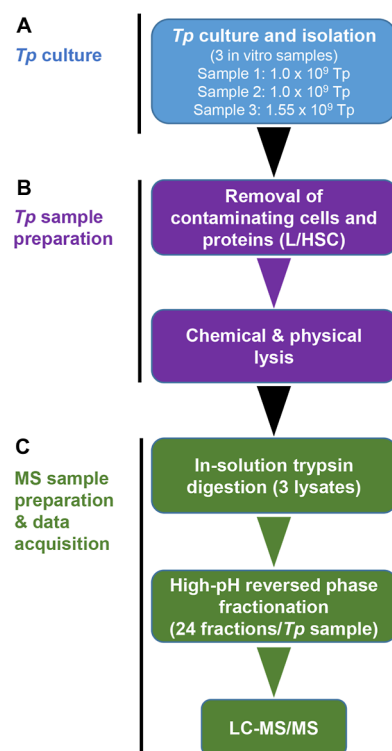 A
Tp culture
Tp culture and isolation
(3 in vitro samples)
Sample 1: 1.0 x 10⁹ Tp
Sample 2: 1.0 x 10⁹ Tp
Sample 3: 1.55 x 10⁹ Tp
B
Tp sample
preparation
Removal of
contaminating cells and
proteins (L/HSC)
Chemical & physical
lysis
C
MS sample
preparation
& data
acquisition
In-solution trypsin
digestion (3 lysates)
High-pH reversed phase
fractionation
(24 fractions/Tp sample)
LC-MS/MS